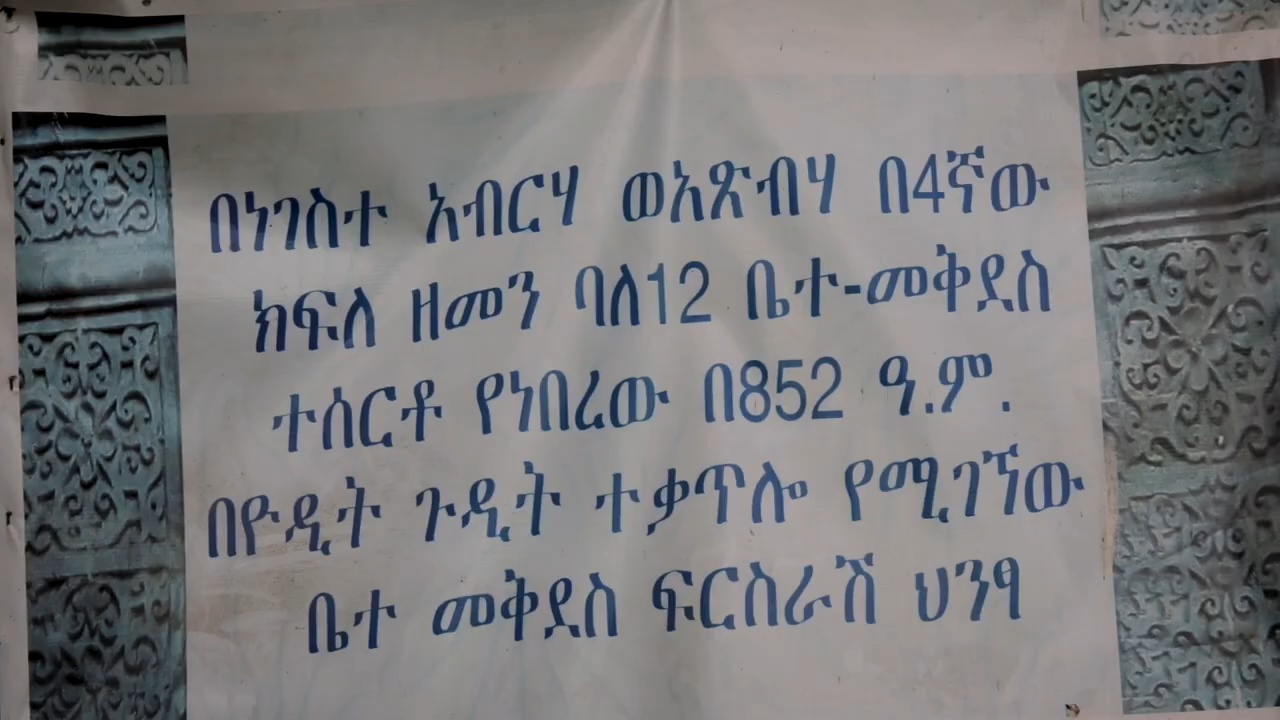 በነገስተ አብርሃ ወአጽብሃ በ4ኛው
ክፍለ ዘመን ባለ12 ቤተ-መቅደስ
ተሰርቶ የነበረው በ852 ዓ.ም.
በዮዲት ጉዲት ተቃጥሎ የሚገኘው
ቤተ መቅደስ ፍርስራሽ ህንፃ